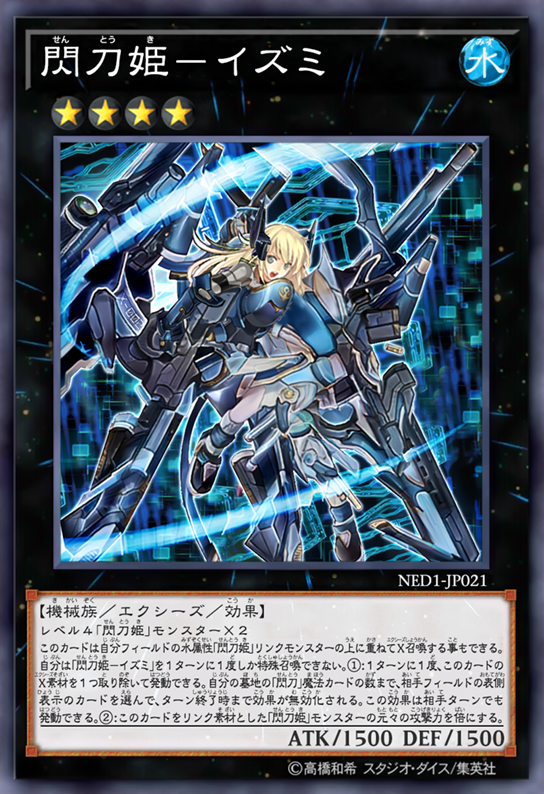 閃刀姫－イズミ
水
NED1-JP021
【機械族／エクシーズ／効果】
レベル４「閃刀姫」モンスター×２
このカードは自分フィールドの水属性「閃刀姫」リンクモンスターの上に重ねてX召喚する事もできる。
自分は「閃刀姫－イズミ」を１ターンに１度しか特殊召喚できない。①：１ターンに１度、このカードの
X素材を１つ取り除いて発動できる。自分の墓地の「閃刀」魔法カードの数まで、相手フィールドの表側
表示のカードを選んで、ターン終了時まで効果が無効化される。この効果は相手ターンでも
発動できる。②：このカードをリンク素材とした「閃刀姫」モンスターの元々の攻撃力を倍にする。
ATK/1500 DEF/1500
©高橋和希 スタジオ・ダイス/集英社